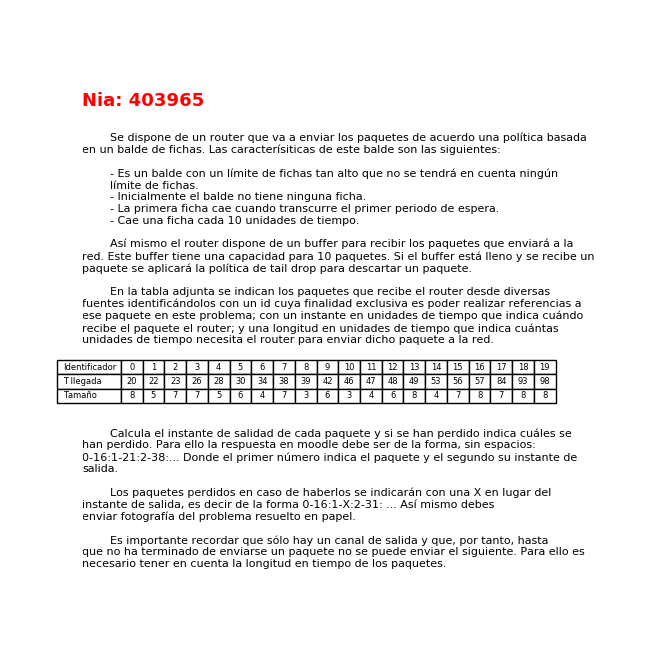 Nia: 403965
Se dispone de un router que va a enviar los paquetes de acuerdo una política basada
en un balde de fichas. Las caracterísiticas de este balde son las siguientes:
- Es un balde con un límite de fichas tan alto que no se tendrá en cuenta ningún
límite de fichas.
- Inicialmente el balde no tiene ninguna ficha.
- La primera ficha cae cuando transcurre el primer periodo de espera.
- Cae una ficha cada 10 unidades de tiempo.
Así mismo el router dispone de un buffer para recibir los paquetes que enviará a la
red. Este buffer tiene una capacidad para 10 paquetes. Si el buffer está lleno y se recibe un
paquete se aplicará la política de tail drop para descartar un paquete.
En la tabla adjunta se indican los paquetes que recibe el router desde diversas
fuentes identificándolos con un id cuya finalidad exclusiva es poder realizar referencias a
ese paquete en este problema; con un instante en unidades de tiempo que indica cuándo
recibe el paquete el router; y una longitud en unidades de tiempo que indica cuántas
unidades de tiempo necesita el router para enviar dicho paquete a la red.
Identificador 0 1 2 3 4 5 6 7 8 9 10 11 12 13 14 15 16 17 18 19
T llegada 20 22 23 26 28 30 34 38 39 42 46 47 48 49 53 56 57 84 93 98
Tamaño 8 5 7 7 5 6 4 7 3 6 3 4 6 8 4 7 8 7 8 8
Calcula el instante de salidad de cada paquete y si se han perdido indica cuáles se
han perdido. Para ello la respuesta en moodle debe ser de la forma, sin espacios:
0-16:1-21:2-38:... Donde el primer número indica el paquete y el segundo su instante de
salida.
Los paquetes perdidos en caso de haberlos se indicarán con una X en lugar del
instante de salida, es decir de la forma 0-16:1-X:2-31: ... Así mismo debes
enviar fotografía del problema resuelto en papel.
Es importante recordar que sólo hay un canal de salida y que, por tanto, hasta
que no ha terminado de enviarse un paquete no se puede enviar el siguiente. Para ello es
necesario tener en cuenta la longitud en tiempo de los paquetes.